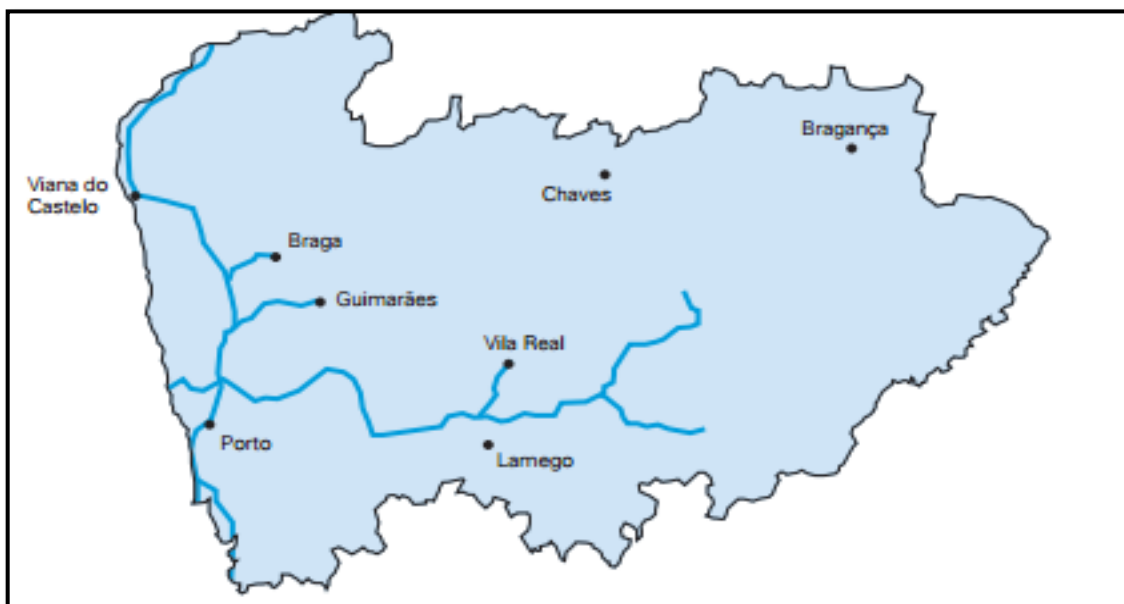 Bragança
Chaves
Viana do
Castelo
Braga
Guimarães
Vila Real
Porto
Lamego